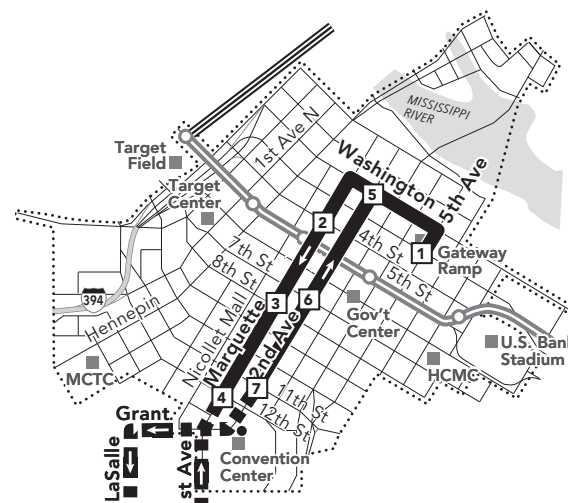 MISSISSIPPI
RIVER
1st Ave N
Target
Field
Washington
5th Ave
Target
Center
5
2
4th St
1
Gateway
Ramp
7th St
5th St
8th St
394
3
6
Hennepin
Nicollet Mall
Marquette
2nd Ave
Gov't
Center
U.S. Bank
Stadium
MCTC
HCMC
4
7
11th St
12th St
Grant
LaSalle
st Ave
Convention
Center